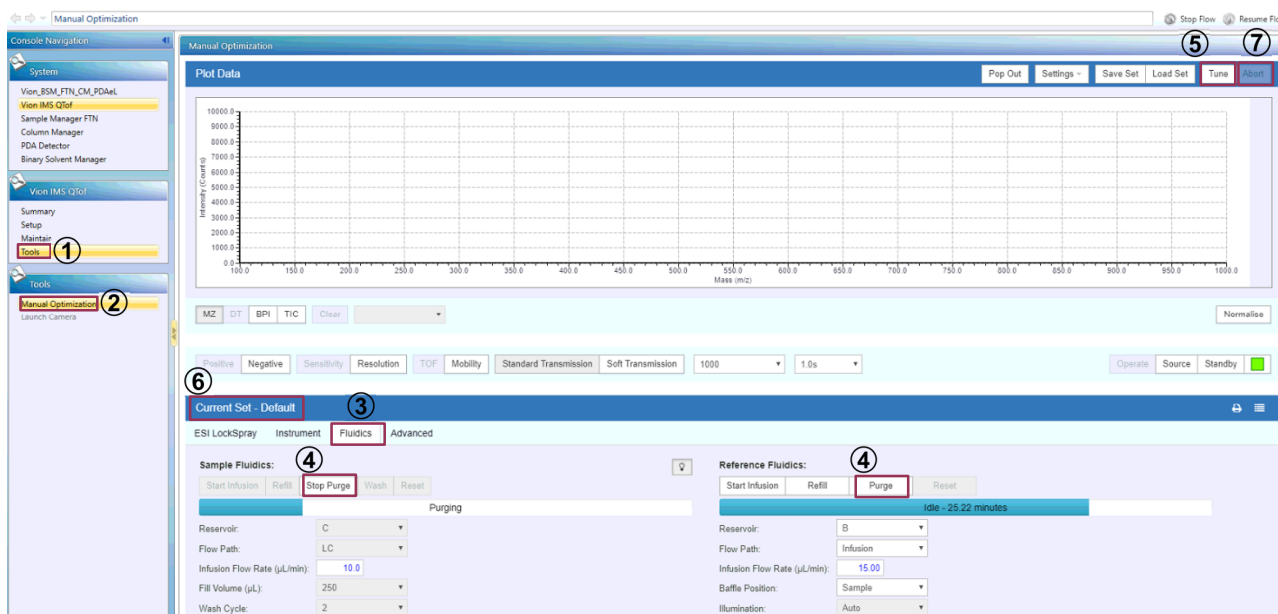 Manual Optimization
Stop Flow Resume Flo
Console Navigation
System
Vion_BSM_FTN_CM_PDAeL
Vion IMS QTof
Sample Manager FTN
Column Manager
PDA Detector
Binary Solvent Manager
Vion IMS QTof
Summary
Setup
Maintain
Tools ①
Tools
Manual Optimization ②
Launch Camera
Manual Optimization
⑤ ⑦
Plot Data Pop Out Settings Save Set Load Set Tune Abort
Intensity (Counts)
10000.0
9000.0
8000.0
7000.0
6000.0
5000.0
4000.0
3000.0
2000.0
1000.0
0.0
100.0 150.0 200.0 250.0 300.0 350.0 400.0 450.0 500.0 550.0 600.0 650.0 700.0 750.0 800.0 850.0 900.0 950.0 1000.0
Mass (m/z)
MZ DT BPI TIC Clear Normalise
Positive Negative Sensitivity Resolution TOF Mobility Standard Transmission Soft Transmission 1000 1.0s Operate Source Standby
⑥
Current Set - Default ③
ESI LockSpray Instrument Fluidics Advanced
Sample Fluidics: ④
Start Infusion Refill Stop Purge Wash Reset
Purging
Reservoir: C
Flow Path: LC
Infusion Flow Rate (µL/min): 10.0
Fill Volume (µL): 250
Wash Cycle: 2
Reference Fluidics: ④
Start Infusion Refill Purge Reset
Idle - 25.22 minutes
Reservoir: B
Flow Path: Infusion
Infusion Flow Rate (µL/min): 15.00
Baffle Position: Sample
Illumination: Auto